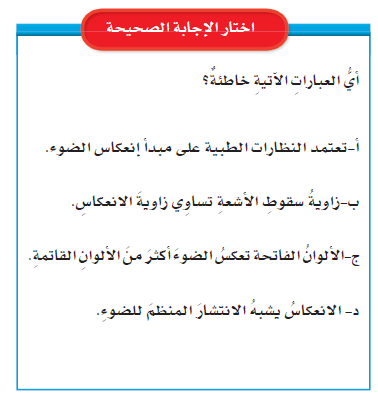 اختار الإجابة الصحيحة
أيُّ العباراتِ الآتيةِ خاطئةٌ؟
أ-تعتمد النظارات الطبية على مبدأ إنعكاس الضوء.
ب-زاويةُ سقوطِ الأشعةِ تساوِي زاويةَ الانعكاسِ.
ج-الألوانُ الفاتحة تعكسُ الضوءَ أكثرَ منَ الألوانِ القاتمةِ.
د- الانعكاسُ يشبهُ الانتشارَ المنظمَ للضوءِ.